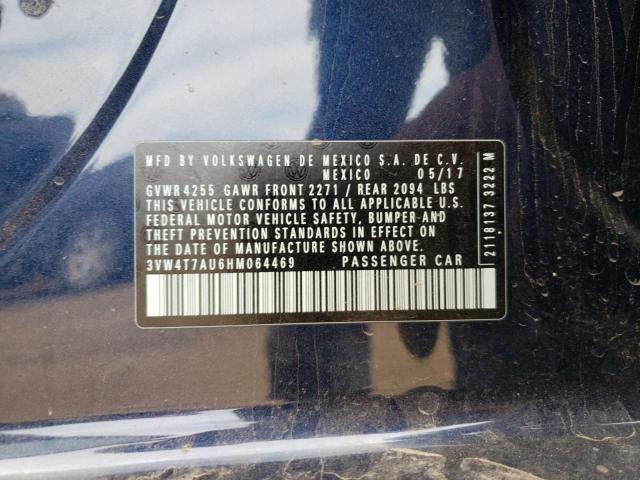 MFD BY VOLKSWAGEN DE MEXICO S.A. DE C.V.
MEXICO 05/17
GVWR 4255 GAWR FRONT 2271 / REAR 2094 LBS
THIS VEHICLE CONFORMS TO ALL APPLICABLE U.S.
FEDERAL MOTOR VEHICLE SAFETY, BUMPER AND
THEFT PREVENTION STANDARDS IN EFFECT ON
THE DATE OF MANUFACTURE SHOWN ABOVE.
3VW4T7AU6HM064469 PASSENGER CAR
2118137 3222 M